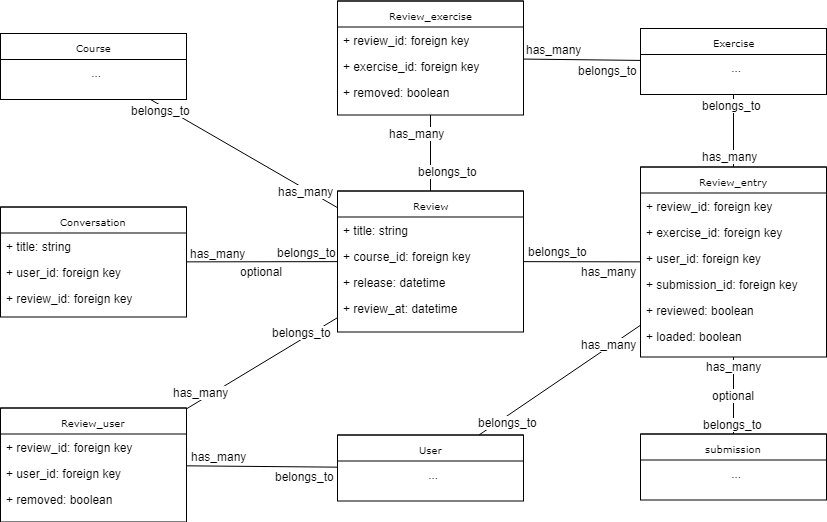 Review_exercise
+ review_id: foreign key
+ exercise_id: foreign key
+ removed: boolean
Course
...
Exercise
...
has_many
belongs_to
belongs_to
belongs_to
has_many
belongs_to
has_many
has_many
Review
+ title: string
+ course_id: foreign key
+ release: datetime
+ review_at: datetime
Review_entry
+ review_id: foreign key
+ exercise_id: foreign key
+ user_id: foreign key
+ submission_id: foreign key
+ reviewed: boolean
+ loaded: boolean
Conversation
+ title: string
+ user_id: foreign key
+ review_id: foreign key
has_many
belongs_to
optional
belongs_to
has_many
belongs_to
has_many
has_many
belongs_to
has_many
optional
belongs_to
Review_user
+ review_id: foreign key
+ user_id: foreign key
+ removed: boolean
has_many
belongs_to
User
...
submission
...